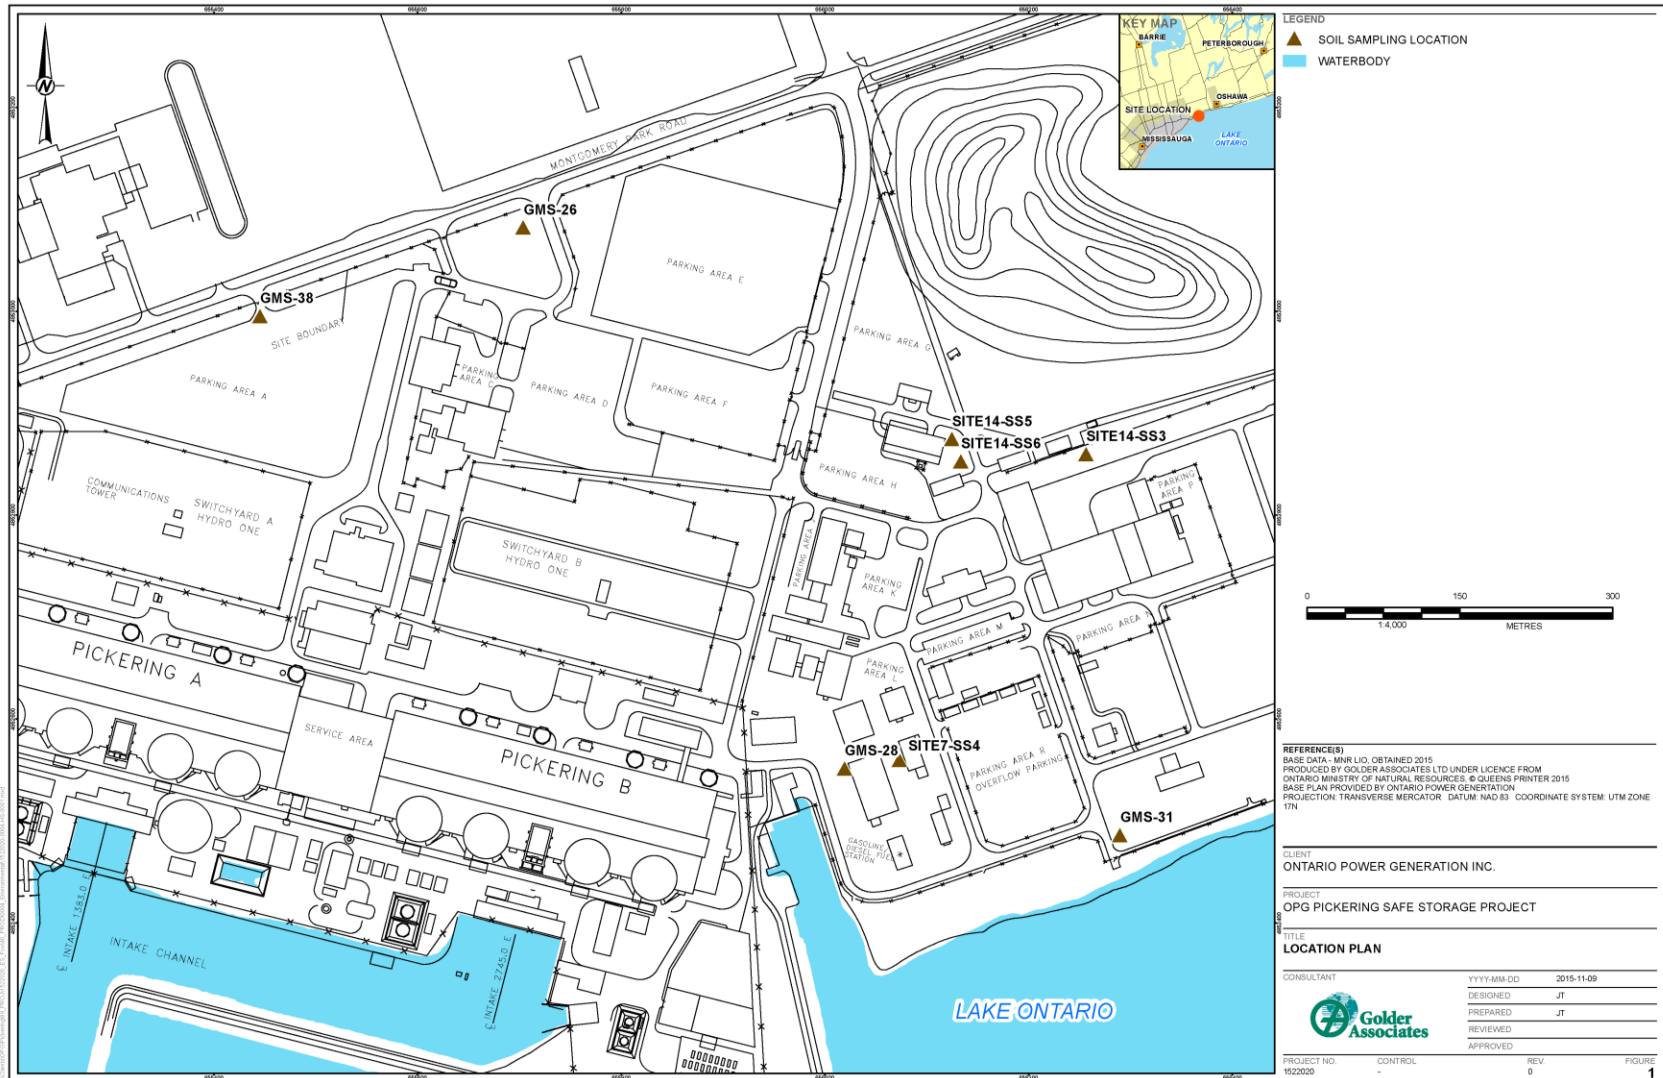 KEY MAP
BARRIE
PETERBOROUGH
OSHAWA
SITE LOCATION
MISSISSAUGA
LAKE
ONTARIO
N
MONTGOMERY PARK ROAD
GMS-26
GMS-38
SITE BOUNDARY
PARKING AREA E
PARKING AREA G
PARKING AREA A
PARKING
AREA C
PARKING AREA D
PARKING AREA F
SITE14-SS5
SITE14-SS6
SITE14-SS3
PARKING AREA H
PARKING
AREA P
COMMUNICATIONS
TOWER
SWITCHYARD A
HYDRO ONE
SWITCHYARD B
HYDRO ONE
PARKING AREA
PARKING
AREA K
PARKING AREA M
PARKING AREA
PARKING
AREA L
PICKERING A
SERVICE AREA
PICKERING B
GMS-28
SITE7-SS4
PARKING AREA R
OVERFLOW PARKING
GMS-31
GASOLINE,
DIESEL FUEL
STATION
INTAKE 1383.0 E
INTAKE CHANNEL
INTAKE 2745.0 E
LAKE ONTARIO
LEGEND
SOIL SAMPLING LOCATION
WATERBODY
0 150 300
1:4,000 METRES
REFERENCE(S)
BASE DATA - MNR LIO, OBTAINED 2015
PRODUCED BY GOLDER ASSOCIATES LTD UNDER LICENCE FROM
ONTARIO MINISTRY OF NATURAL RESOURCES, © QUEENS PRINTER 2015
BASE PLAN PROVIDED BY ONTARIO POWER GENERTATION
PROJECTION: TRANSVERSE MERCATOR DATUM: NAD 83 COORDINATE SYSTEM: UTM ZONE
17N
CLIENT
ONTARIO POWER GENERATION INC.
PROJECT
OPG PICKERING SAFE STORAGE PROJECT
TITLE
LOCATION PLAN
CONSULTANT
Golder
Associates
YYYY-MM-DD 2015-11-09
DESIGNED JT
PREPARED JT
REVIEWED
APPROVED
PROJECT NO. CONTROL REV. FIGURE
1522020 - 0 1